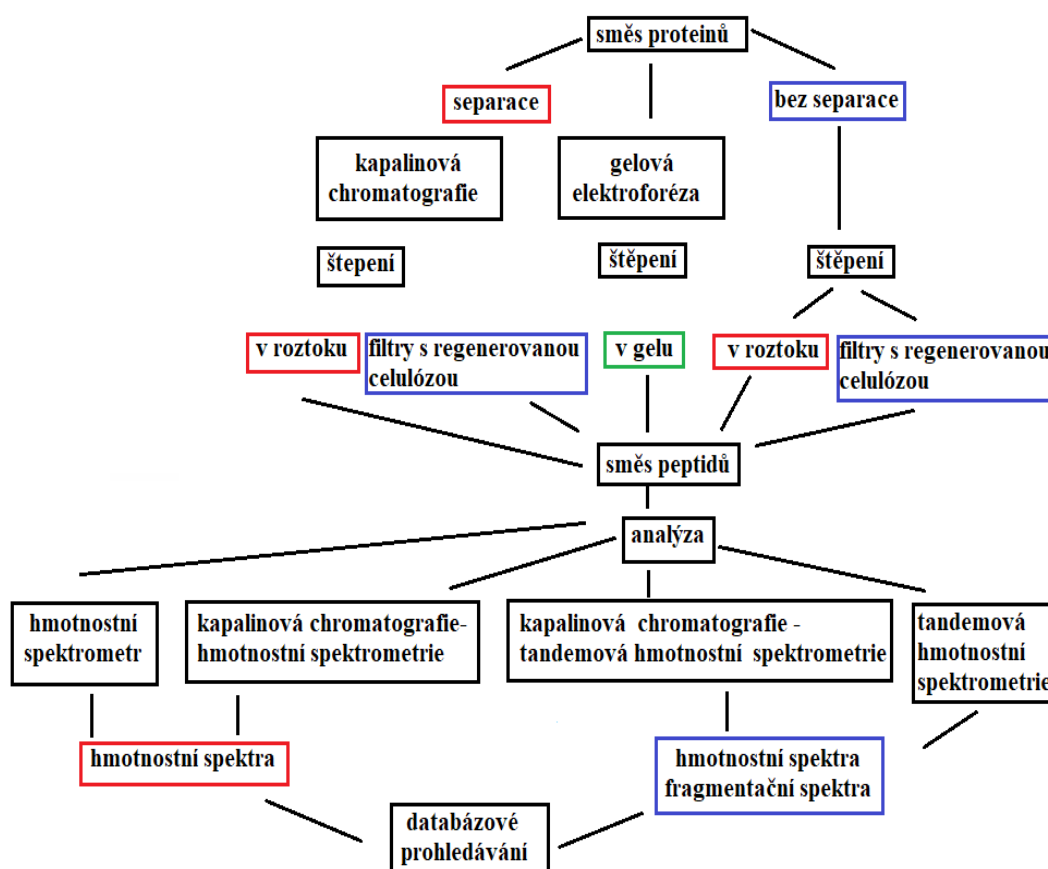 směs proteinů
separace
bez separace
kapalinová
chromatografie
gelová
elektroforéza
štepení
štěpení
štěpení
v roztoku
filtry s regenerovanou
celulózou
v gelu
v roztoku
filtry s regenerovanou
celulózou
směs peptidů
analýza
hmotnostní
spektrometr
kapalinová chromatografie-
hmotnostní spektrometrie
kapalinová chromatografie -
tandemová hmotnostní spektrometrie
tandemová
hmotnostní
spektrometrie
hmotnostní spektra
hmotnostní spektra
fragmentační spektra
databázové
prohledávání